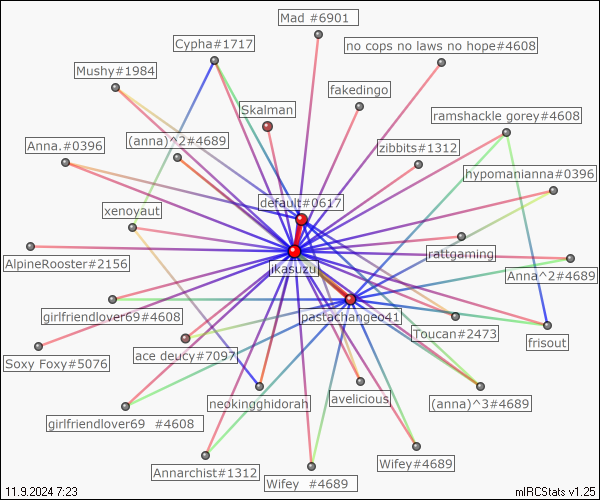 Mad #6901
Cypha#1717
no cops no laws no hope#4608
Mushy#1984
fakedingo
Skalman
ramshackle gorey#4608
Anna.#0396
(anna)^2#4689
zibbits#1312
hypomanianna#0396
default#0617
xenoyaut
rattgaming
AlpineRooster#2156
jkasuzuj
Anna^2#4689
girlfriendlover69#4608
pastachangeo41
Toucan#2473
frisout
Soxy Foxy#5076
ace deucy#7097
neokingghidorah
avelicious
(anna)^3#4689
girlfriendlover69 #4608
Annarchist#1312
Wifey #4689
Wifey#4689
11.9.2024 7:23
mIRCStats v1.25